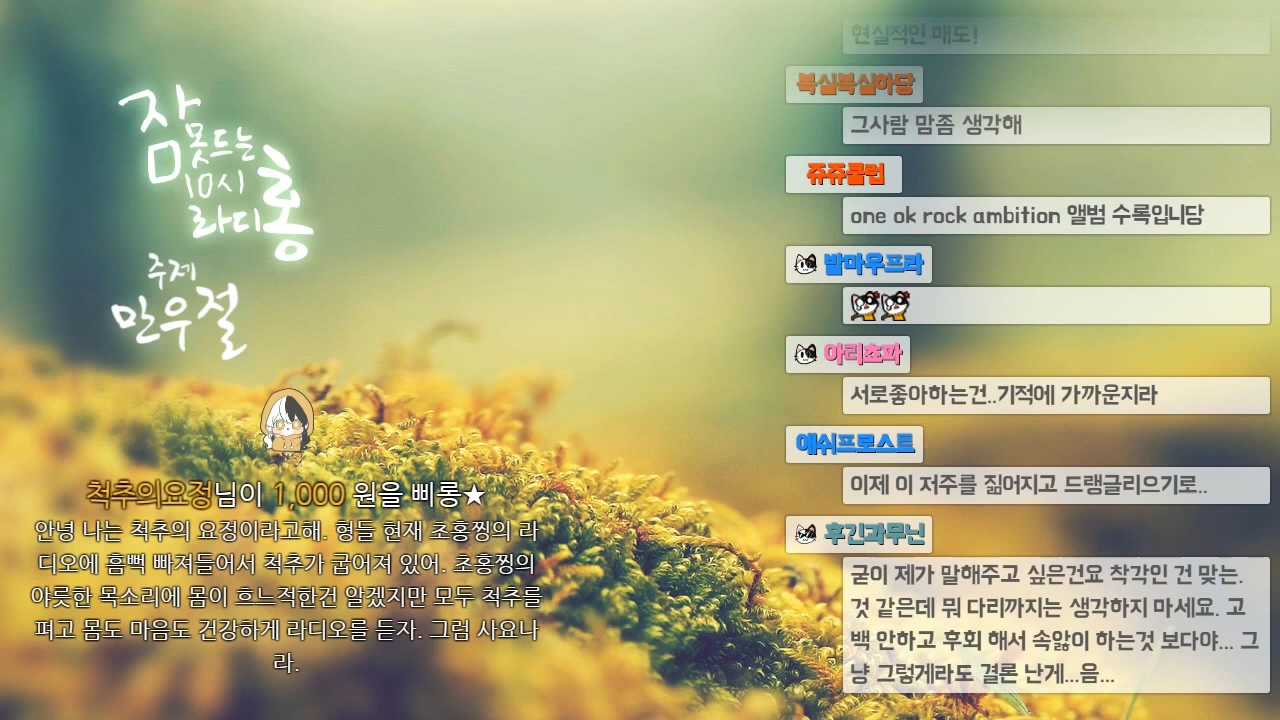 잠
못드는
10시
라디홍
주제
만우절
척추의요정님이 1,000 원을 삐롱★
안녕 나는 척추의 요정이라고해. 형들 현재 초홍찡의 라
디오에 흠뻑 빠져들어서 척추가 굽어져 있어. 초홍찡의
야릇한 목소리에 몸이 흐느적한건 알겠지만 모두 척추를
펴고 몸도 마음도 건강하게 라디오를 듣자. 그럼 사요나
라.
현실적인 매도!
복실복실하당
그사람 맘좀 생각해
쥬쥬쿨런
one ok rock ambition 앨범 수록입니당
발마우프라
아리쵸파
서로좋아하는건..기적에 가까운지라
애쉬프로스트
이제 이 저주를 짊어지고 드랭글리으기로..
후긴과무닌
굳이 제가 말해주고 싶은건요 착각인 건 맞는.
것 같은데 뭐 다리까지는 생각하지 마세요. 고
백 안하고 후회 해서 속앓이 하는것 보다야... 그
냥 그렇게라도 결론 난게...음...